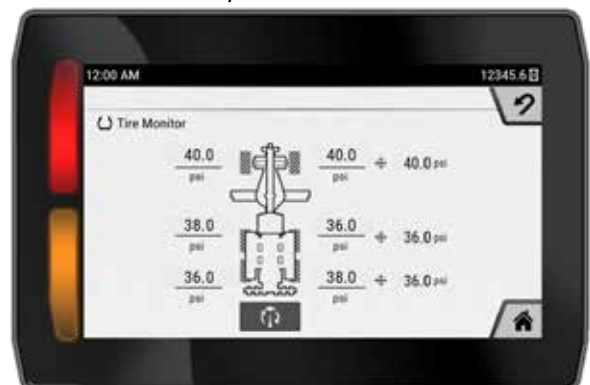 12:00 AM 12345.6
Tire Monitor
40.0 psi 40.0 psi 40.0 psi
38.0 psi 36.0 psi 36.0 psi
36.0 psi 38.0 psi 36.0 psi